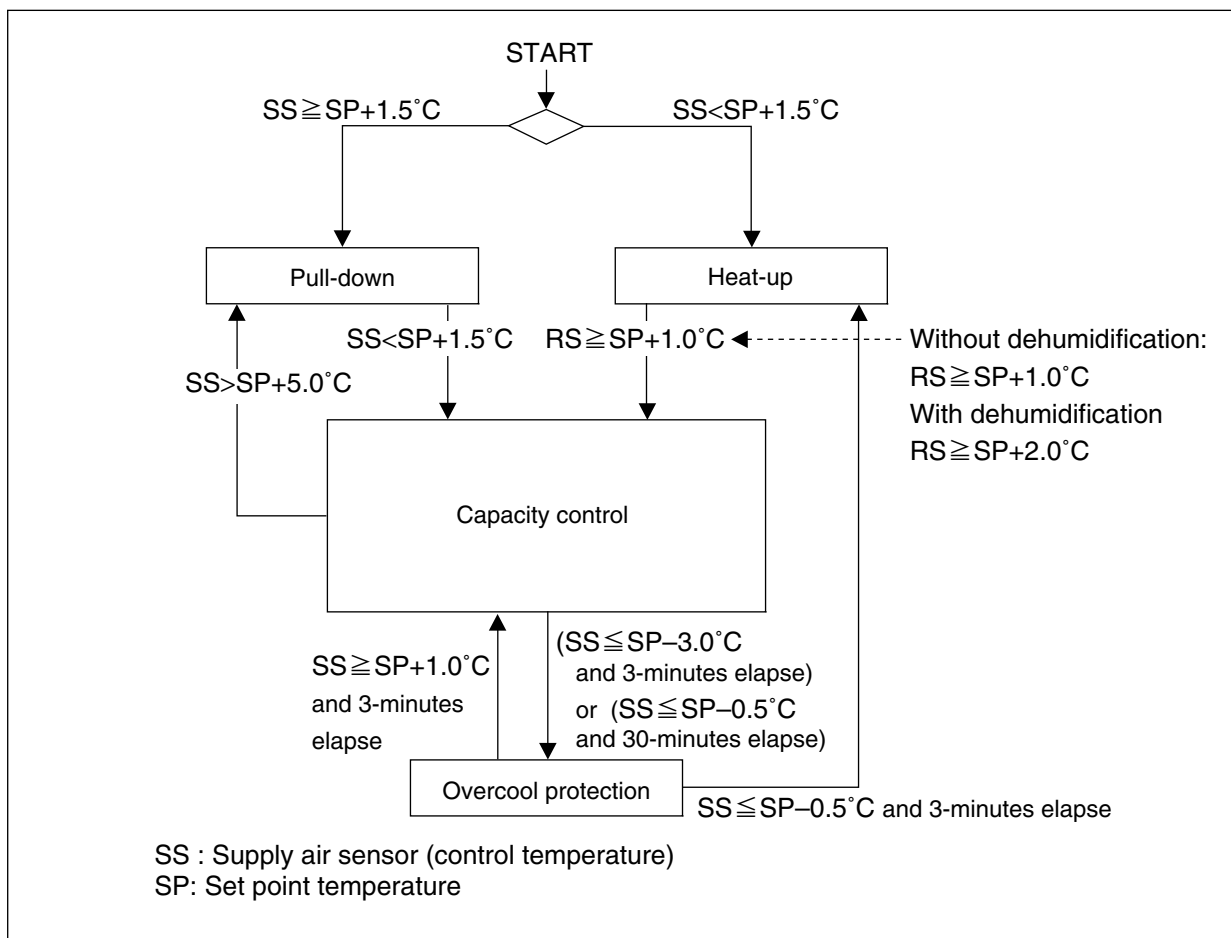 START
SS≧SP+1.5˚C
SS<SP+1.5˚C
Pull-down
Heat-up
SS<SP+1.5˚C
RS≧SP+1.0˚C
Without dehumidification:
RS≧SP+1.0˚C
With dehumidification
RS≧SP+2.0˚C
SS>SP+5.0˚C
Capacity control
SS≧SP+1.0˚C
and 3-minutes
elapse
(SS≦SP–3.0˚C
and 3-minutes elapse)
or (SS≦SP–0.5˚C
and 30-minutes elapse)
Overcool protection
SS≦SP–0.5˚C and 3-minutes elapse
SS : Supply air sensor (control temperature)
SP: Set point temperature